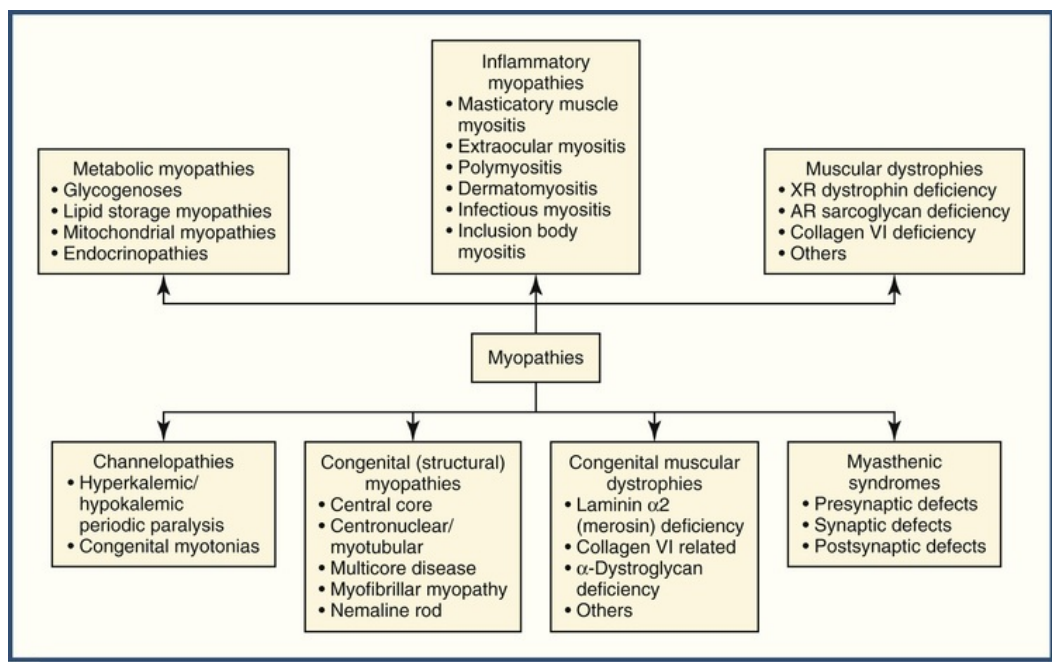 Inflammatory
myopathies
• Masticatory muscle
myositis
• Extraocular myositis
• Polymyositis
• Dermatomyositis
• Infectious myositis
• Inclusion body
myositis
Metabolic myopathies
• Glycogenoses
• Lipid storage myopathies
• Mitochondrial myopathies
• Endocrinopathies
Muscular dystrophies
• XR dystrophin deficiency
• AR sarcoglycan deficiency
• Collagen VI deficiency
• Others
Myopathies
Channelopathies
• Hyperkalemic/
hypokalemic
periodic paralysis
• Congenital myotonias
Congenital (structural)
myopathies
• Central core
• Centronuclear/
myotubular
• Multicore disease
• Myofibrillar myopathy
• Nemaline rod
Congenital muscular
dystrophies
• Laminin α2
(merosin) deficiency
• Collagen VI related
• α-Dystroglycan
deficiency
• Others
Myasthenic
syndromes
• Presynaptic defects
• Synaptic defects
• Postsynaptic defects